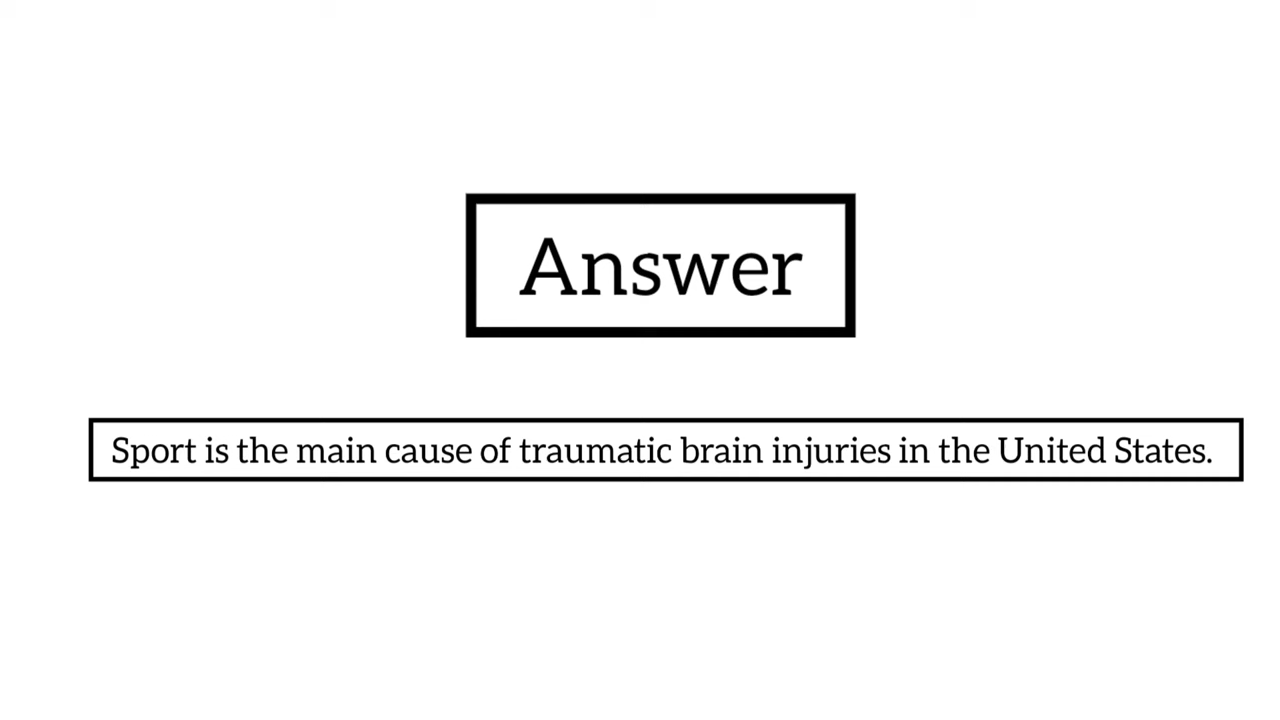 Answer
Sport is the main cause of traumatic brain injuries in the United States.